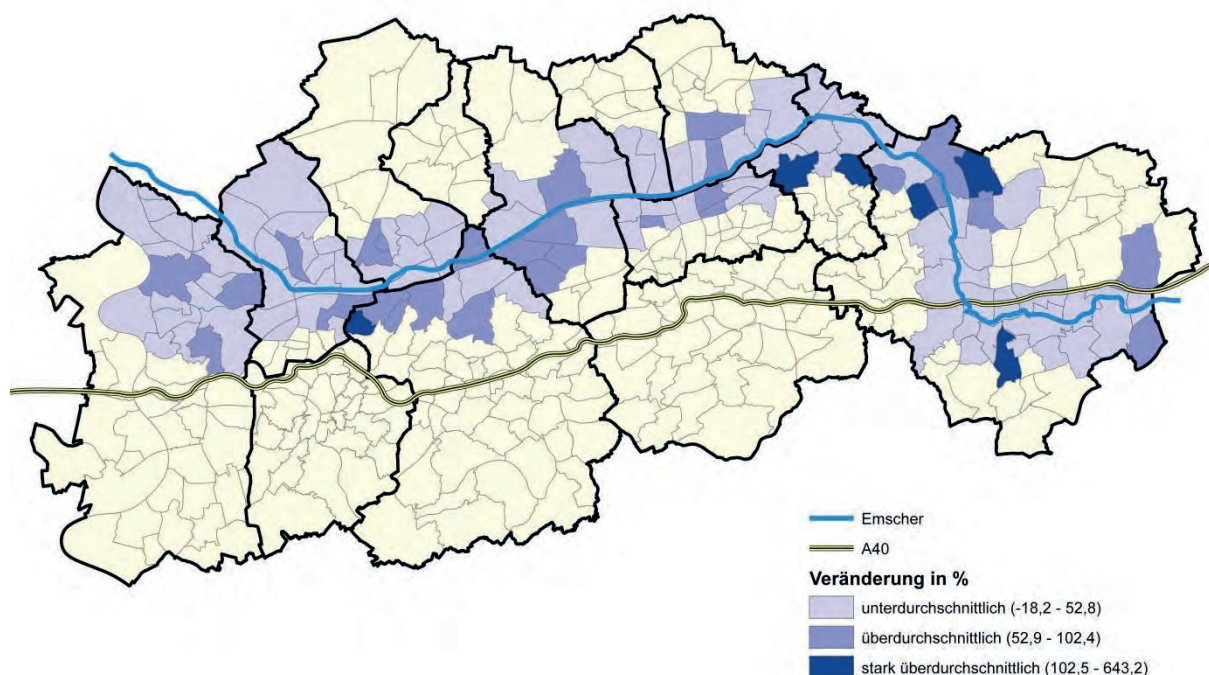 Emscher
A40
Veränderung in %
unterdurchschnittlich (-18,2 - 52,8)
überdurchschnittlich (52,9 - 102,4)
stark überdurchschnittlich (102,5 - 643,2)